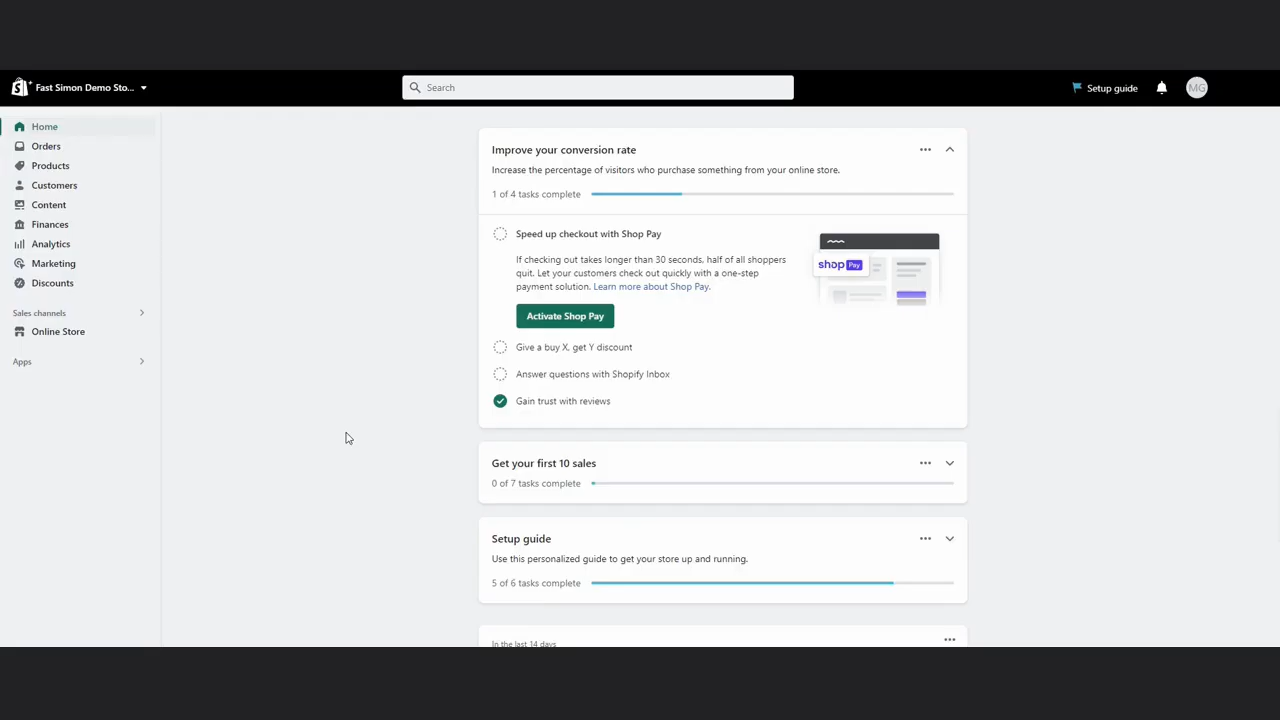 Fast Simon Demo Sto...
Search
Setup guide
MG
Home
Orders
Products
Customers
Content
Finances
Analytics
Marketing
Discounts
Sales channels
Online Store
Apps
Improve your conversion rate
Increase the percentage of visitors who purchase something from your online store.
1 of 4 tasks complete
Speed up checkout with Shop Pay
If checking out takes longer than 30 seconds, half of all shoppers
quit. Let your customers check out quickly with a one-step
payment solution. Learn more about Shop Pay.
shop Pay
Activate Shop Pay
Give a buy X, get Y discount
Answer questions with Shopify Inbox
Gain trust with reviews
Get your first 10 sales
0 of 7 tasks complete
Setup guide
Use this personalized guide to get your store up and running.
5 of 6 tasks complete
In the last 14 days